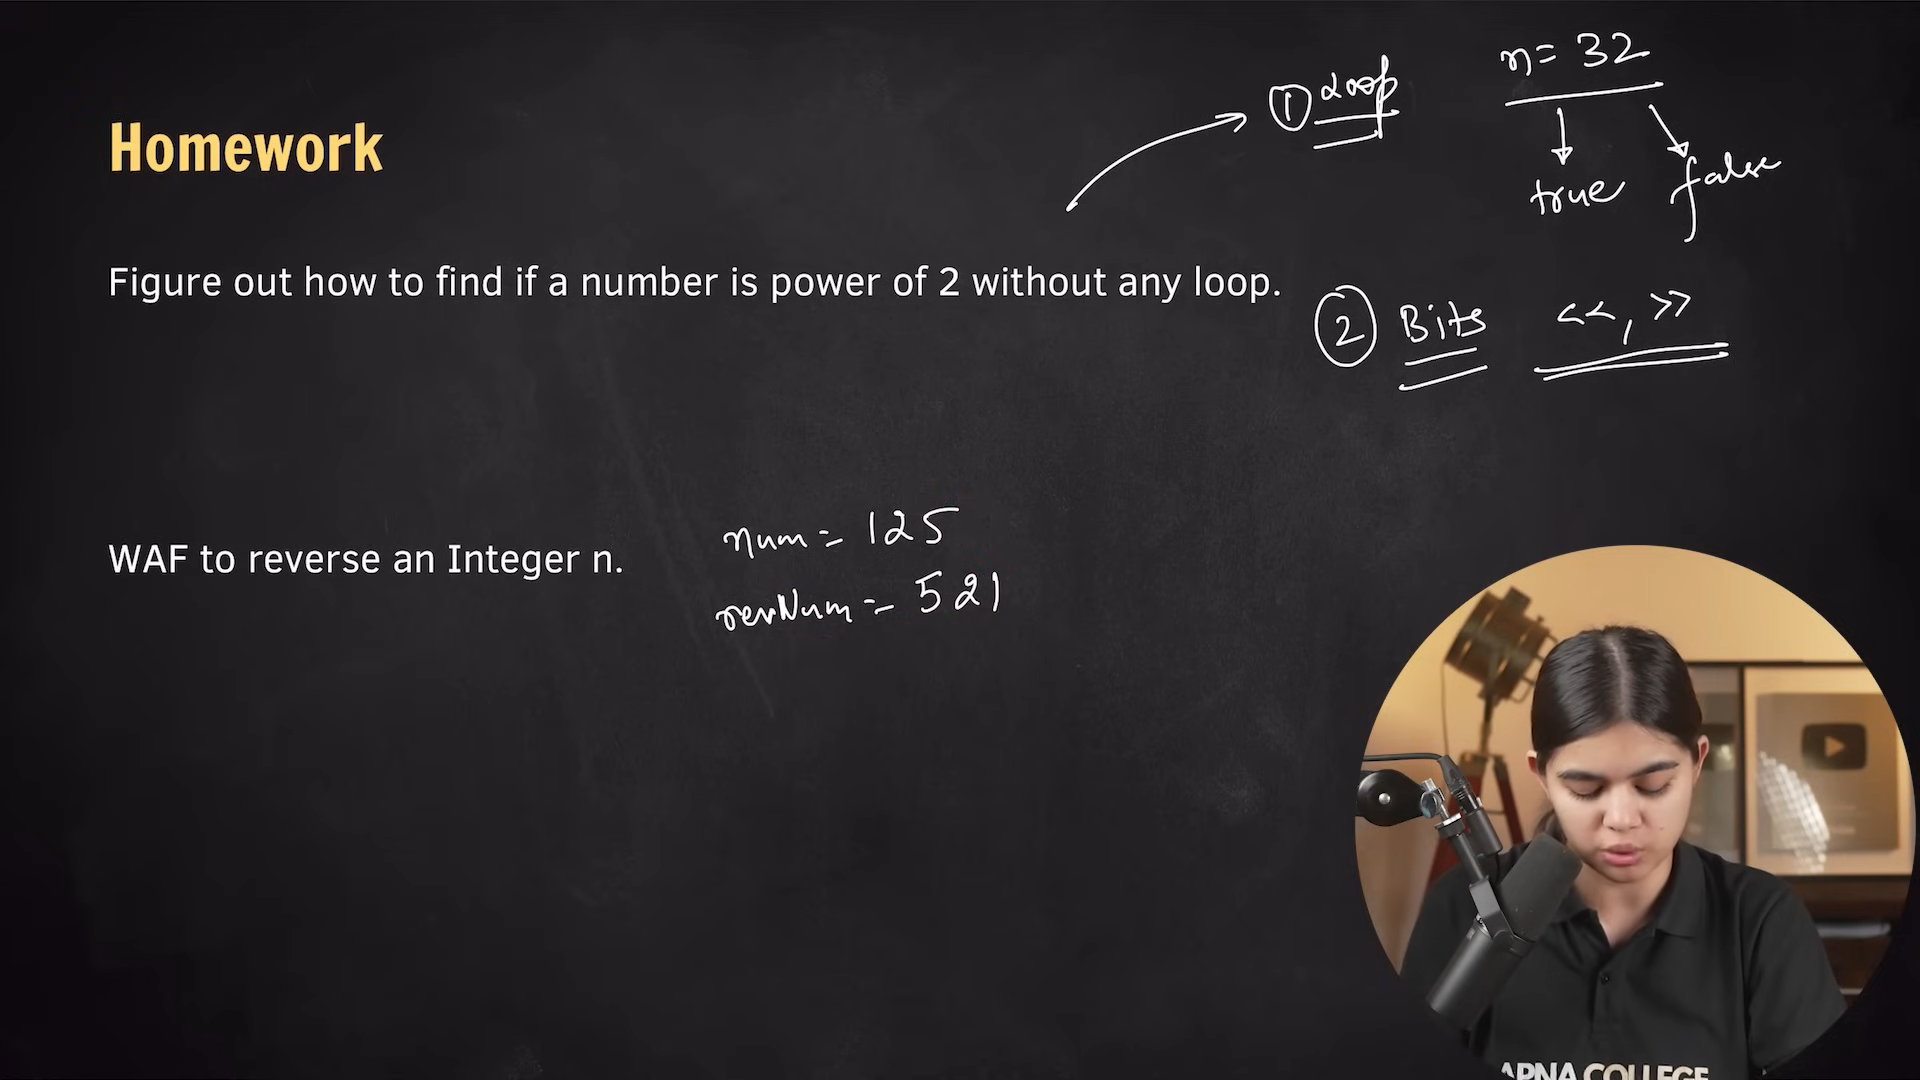 Homework
① Loop
n = 32
true
false
Figure out how to find if a number is power of 2 without any loop.
② Bits <<, >>
WAF to reverse an Integer n.
num = 125
revNum = 521
APNA COLLEGE